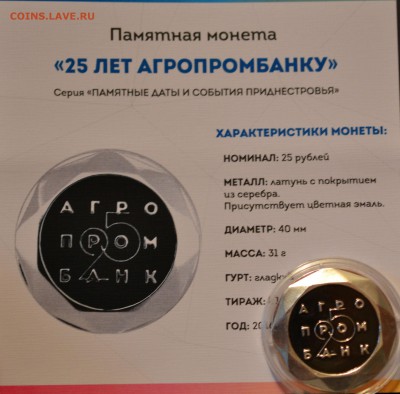 COINS.LAVE.RU
Памятная монета
«25 ЛЕТ АГРОПРОМБАНКУ»
Серия «ПАМЯТНЫЕ ДАТЫ И СОБЫТИЯ ПРИДНЕСТРОВЬЯ»
АГРО
ПРОМ
БАНК
25
ХАРАКТЕРИСТИКИ МОНЕТЫ:
НОМИНАЛ: 25 рублей
МЕТАЛЛ: латунь с покрытием
из серебра.
Присутствует цветная эмаль.
ДИАМЕТР: 40 мм
МАССА: 31 г
ГУРТ:
ТИРАЖ:
ГОД:
АГРО
ПРОМ
БАНК
25